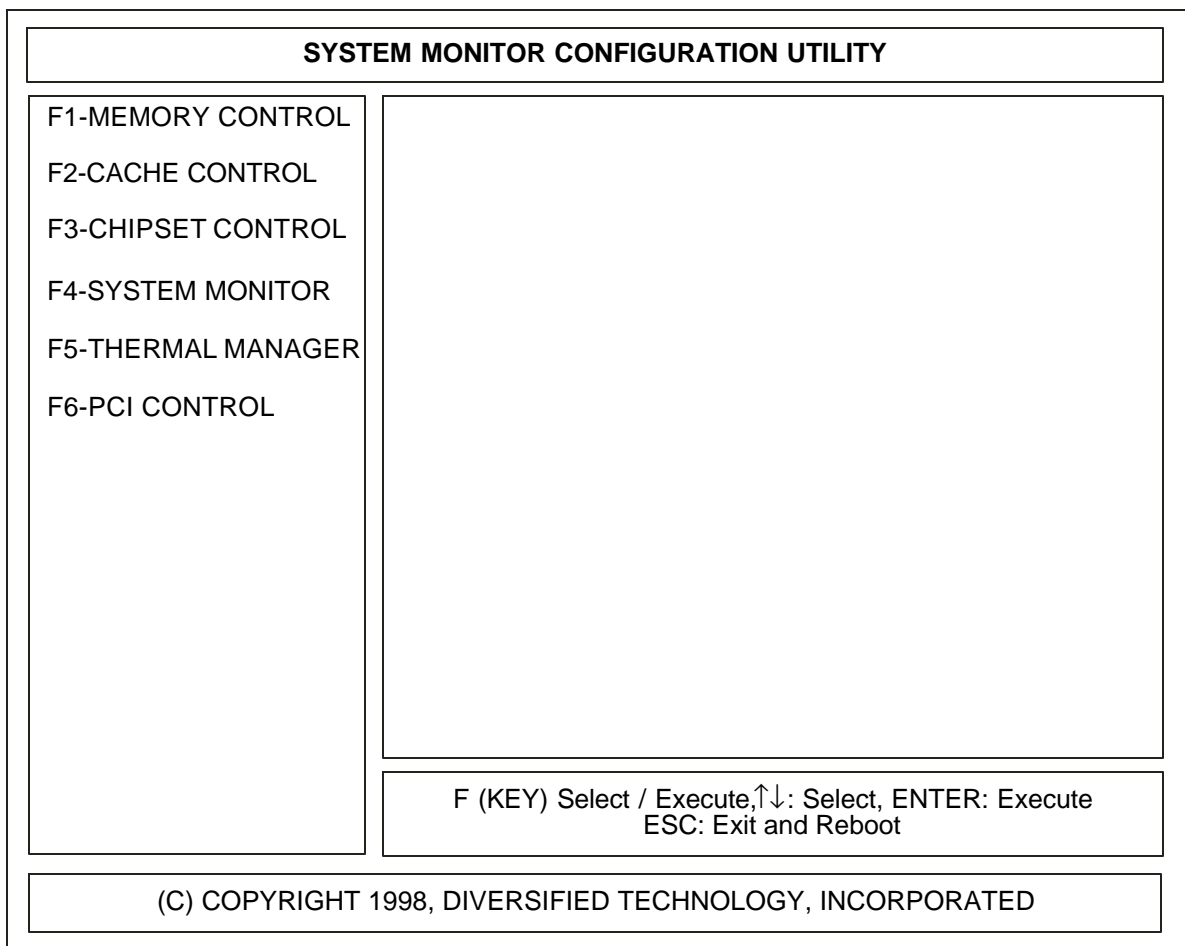 SYSTEM MONITOR CONFIGURATION UTILITY
F1-MEMORY CONTROL
F2-CACHE CONTROL
F3-CHIPSET CONTROL
F4-SYSTEM MONITOR
F5-THERMAL MANAGER
F6-PCI CONTROL
F (KEY) Select / Execute,↑↓: Select, ENTER: Execute
ESC: Exit and Reboot
(C) COPYRIGHT 1998, DIVERSIFIED TECHNOLOGY, INCORPORATED